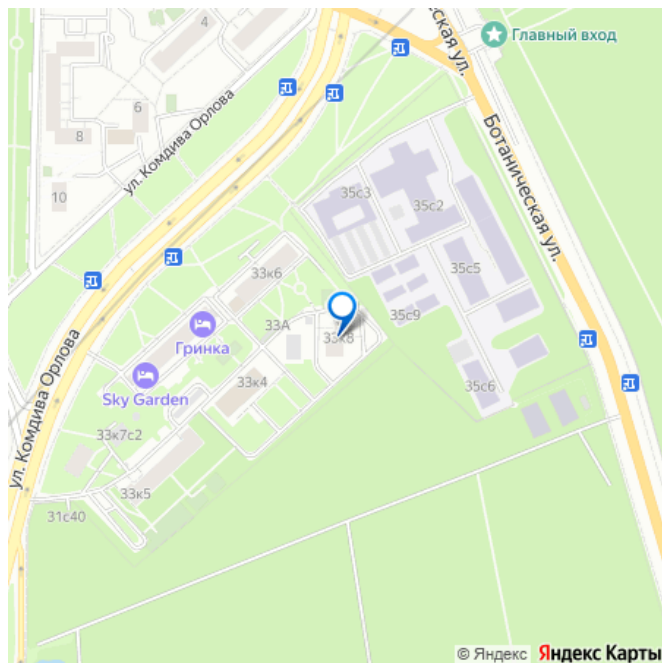 4
Главный вход
ская ул.
6
8
ул. Комдива Орлова
Ботаническая ул.
10
35с3
35с2
35с5
33к6
33А
35с9
33к8
Гринка
ул. Комдива Орлова
33к4
35с6
Sky Garden
33к7с2
33к5
31с40
© Яндекс
Яндекс Карты